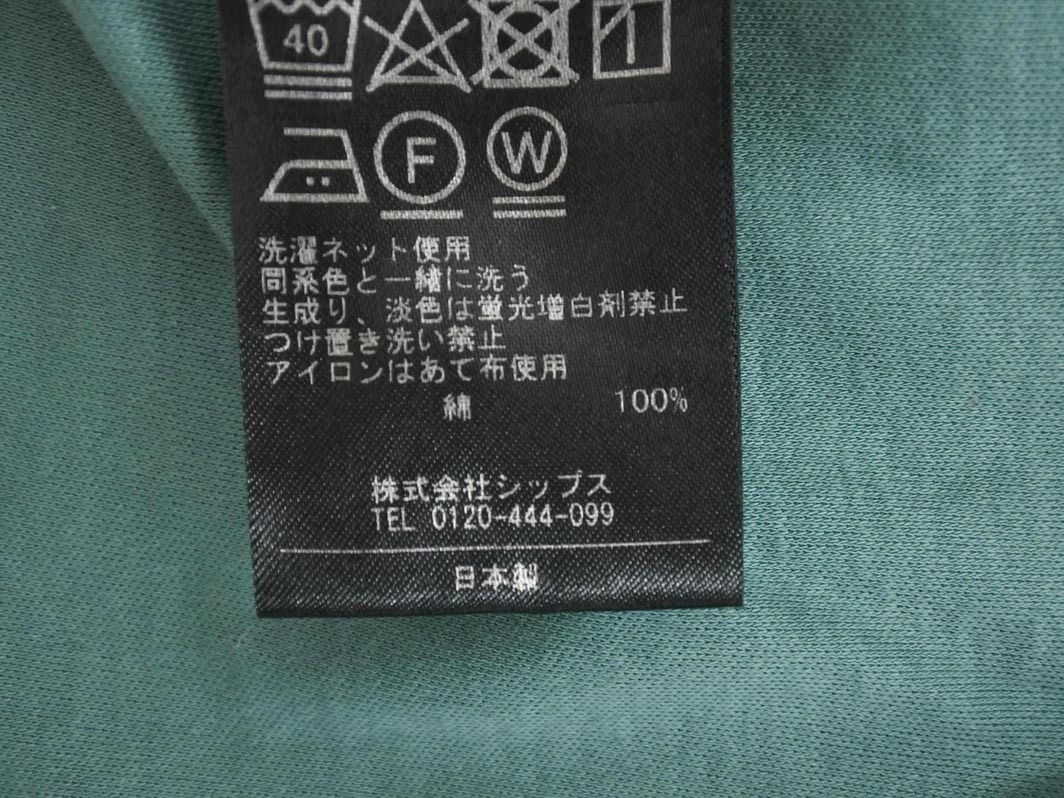 40
F W
洗濯ネット使用
同系色と一緒に洗う
生成り、淡色は蛍光増白剤禁止
つけ置き洗い禁止
アイロンはあて布使用
綿 100%
株式会社シップス
TEL 0120-444-099
日本製